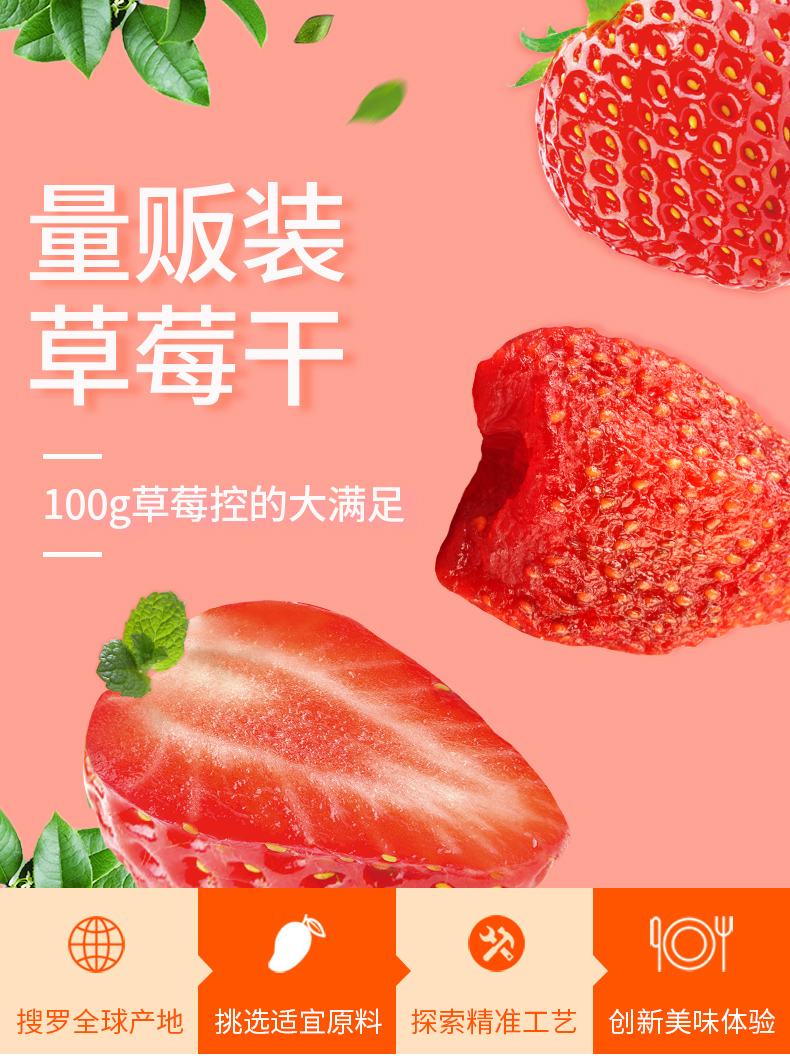 量贩装
草莓干
100g草莓控的大满足
搜罗全球产地
挑选适宜原料
探索精准工艺
创新美味体验